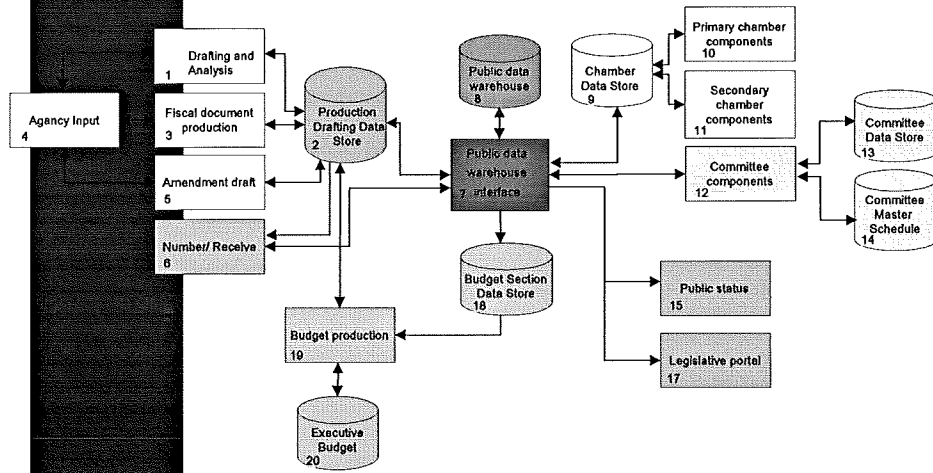 Drafting and
Analysis
1
Fiscal document
production
3
Agency Input
4
Amendment draft
5
Number/ Receive
6
Production
Drafting Data
Store
2
Public data
warehouse
8
Public data
warehouse
interface
7
Budget Section
Data Store
18
Budget production
19
Executive
Budget
20
Chamber
Data Store
9
Primary chamber
components
10
Secondary
chamber
components
11
Committee
components
12
Committee
Data Store
13
Committee
Master
Schedule
14
Public status
15
Legislative portal
17